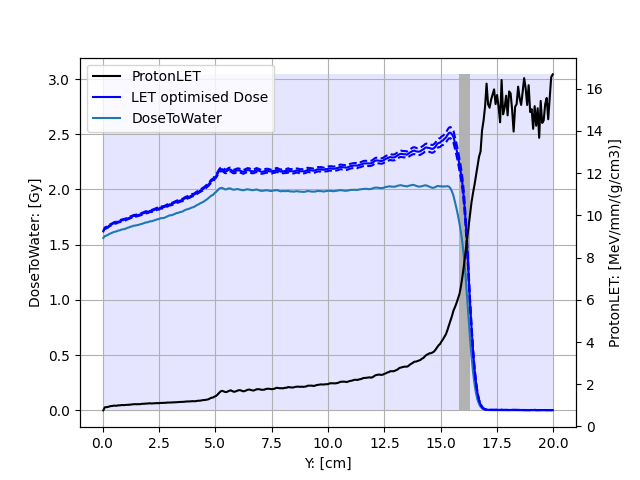 ProtonLET
LET optimised Dose
DoseToWater
3.0
2.5
2.0
1.5
1.0
0.5
0.0
DoseToWater: [Gy]
16
14
12
10
8
6
4
2
0
ProtonLET: [MeV/mm/(g/cm3)]
0.0 2.5 5.0 7.5 10.0 12.5 15.0 17.5 20.0
Y: [cm]